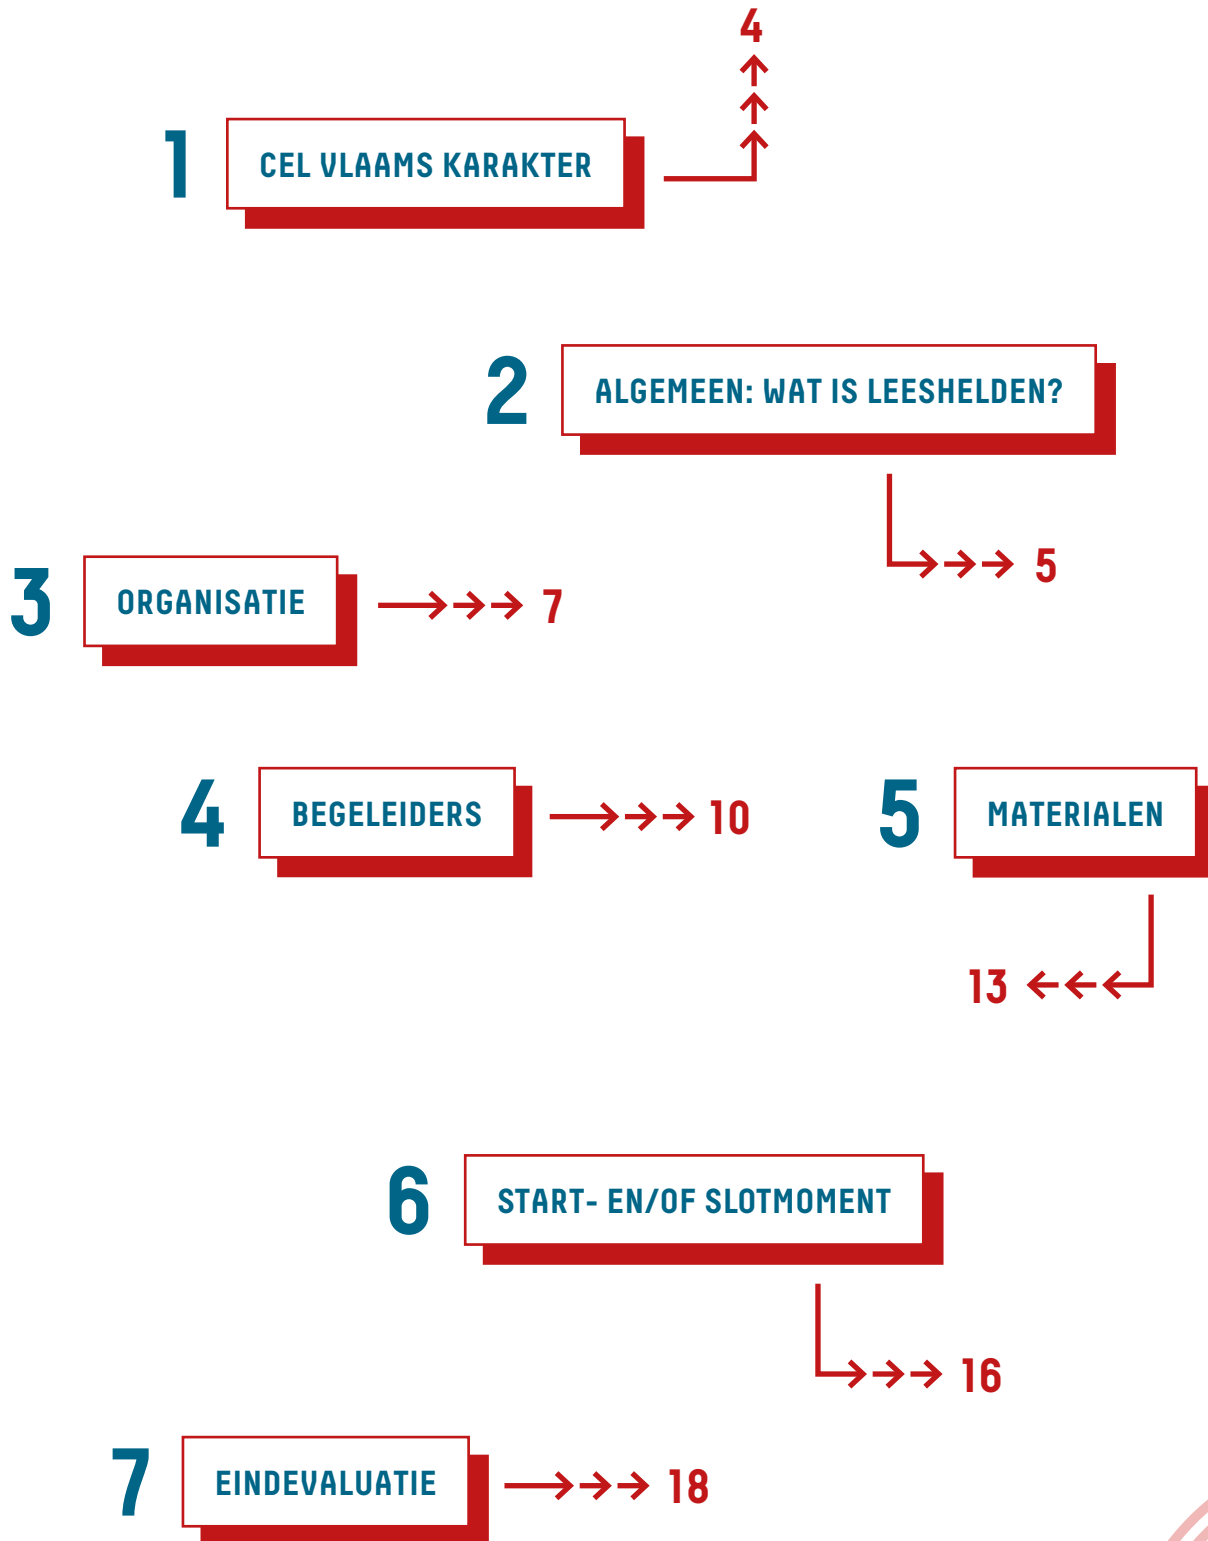 4
1 CEL VLAAMS KARAKTER
2 ALGEMEEN: WAT IS LEESHELDEN?
5
3 ORGANISATIE 7
4 BEGELEIDERS 10
5 MATERIALEN
13
6 START- EN/OF SLOTMOMENT
16
7 EINDEVALUATIE 18